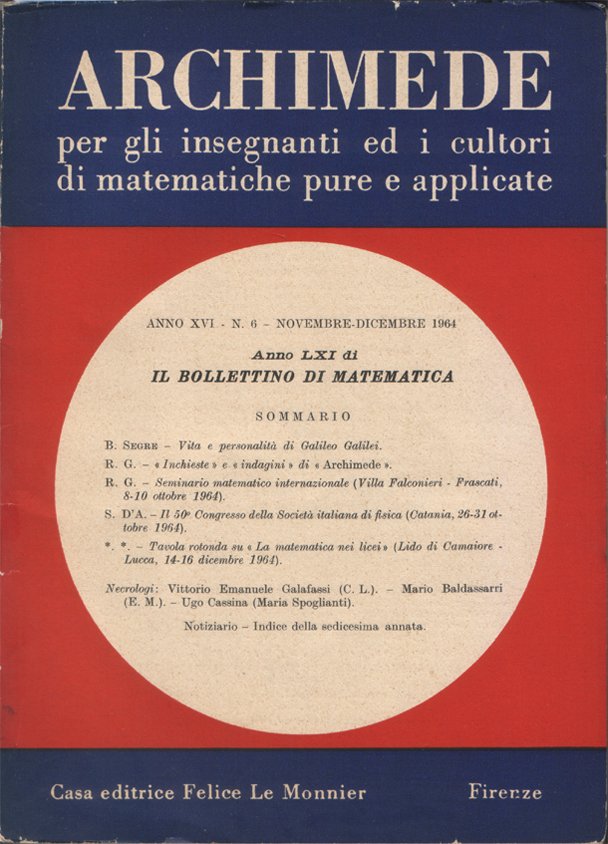 ARCHIMEDE
per gli insegnanti ed i cultori
di matematiche pure e applicate
ANNO XVI - N. 6 – NOVEMBRE-DICEMBRE 1964
Anno LXI di
IL BOLLETTINO DI MATEMATICA
SOMMARIO
B. SEGRE – Vita e personalità di Galileo Galilei.
R. G. – « Inchieste » e « indagini » di « Archimede ».
R. G. – Seminario matematico internazionale (Villa Falconieri - Frascati,
8-10 ottobre 1964).
S. D'A. – Il 50º Congresso della Società italiana di fisica (Catania, 26-31 ot-
tobre 1964).
*. *. – Tavola rotonda su « La matematica nei licei » (Lido di Camaiore -
Lucca, 14-16 dicembre 1964).
Necrologi: Vittorio Emanuele Galafassi (C. L.). – Mario Baldassarri
(E. M.). – Ugo Cassina (Maria Spoglianti).
Notiziario – Indice della sedicesima annata.
Casa editrice Felice Le Monnier Firenze